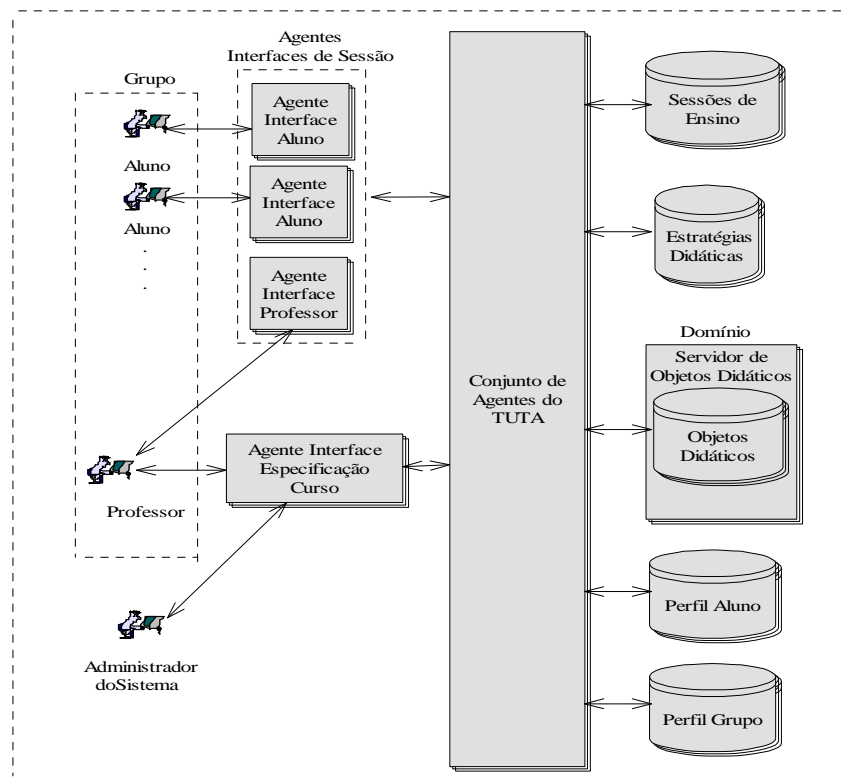 Agentes
Interfaces de Sessão
Grupo
Agente
Interface
Aluno
Aluno
Agente
Interface
Aluno
Aluno
.
.
.
Agente
Interface
Professor
Agente Interface
Especificação
Curso
Professor
Administrador
doSistema
Conjunto de
Agentes do
TUTA
Sessões de
Ensino
Estratégias
Didáticas
Domínio
Servidor de
Objetos Didáticos
Objetos
Didáticos
Perfil Aluno
Perfil Grupo